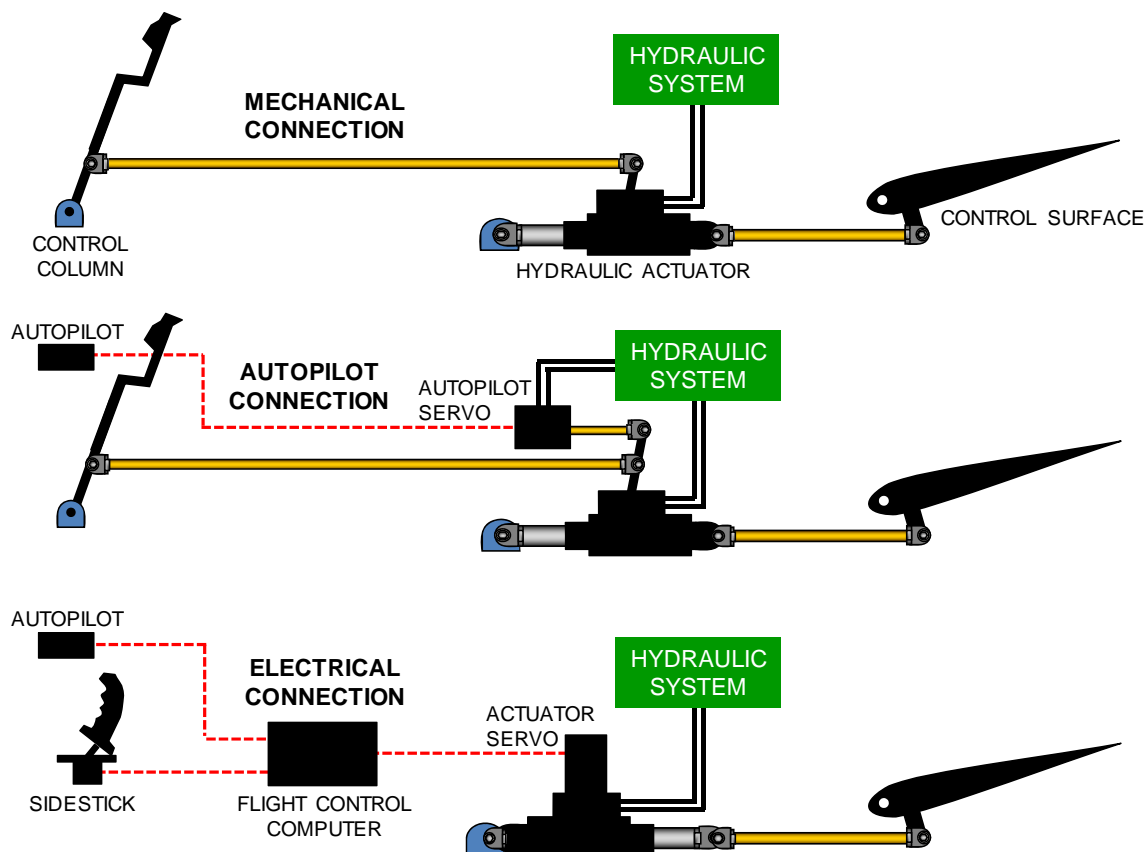 HYDRAULIC
SYSTEM
MECHANICAL
CONNECTION
CONTROL
COLUMN
HYDRAULIC ACTUATOR
CONTROL SURFACE
AUTOPILOT
AUTOPILOT
CONNECTION
AUTOPILOT
SERVO
HYDRAULIC
SYSTEM
AUTOPILOT
ELECTRICAL
CONNECTION
ACTUATOR
SERVO
HYDRAULIC
SYSTEM
SIDESTICK
FLIGHT CONTROL
COMPUTER